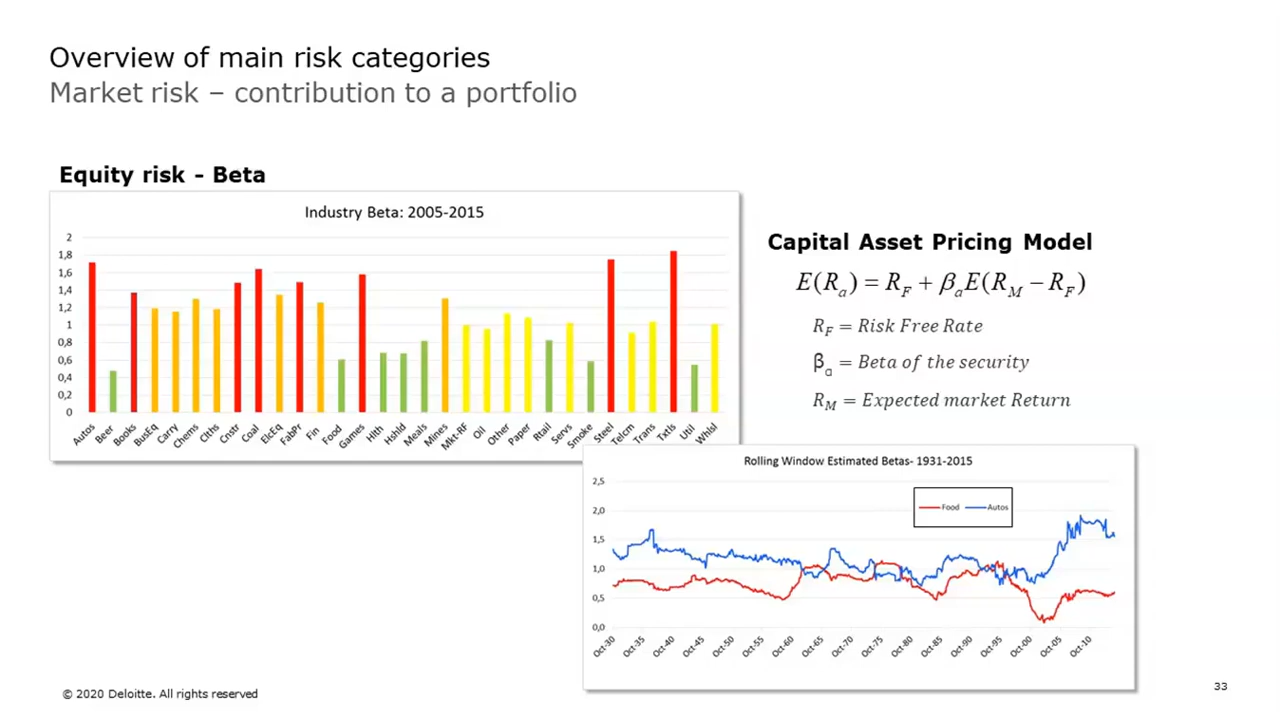 Overview of main risk categories
Market risk – contribution to a portfolio
Equity risk - Beta
Industry Beta: 2005-2015
2
1,8
1,6
1,4
1,2
1
0,8
0,6
0,4
0,2
0
Autos Beer Books BusEq Carry Chems Clths Cnstr Coal ElcEq FabPr Fin Food Games Hlth Hshld Meals Mines Mkt-RF Oil Other Paper Rtail Servs Smoke Steel Telcm Trans Txtls Util Whlsl
Capital Asset Pricing Model
E(Rₐ) = R_F + βₐE(R_M − R_F)
R_F = Risk Free Rate
βₐ = Beta of the security
R_M = Expected market Return
Rolling Window Estimated Betas- 1931-2015
Food Autos
2,5
2,0
1,5
1,0
0,5
0,0
Oct-30 Oct-35 Oct-40 Oct-45 Oct-50 Oct-55 Oct-60 Oct-65 Oct-70 Oct-75 Oct-80 Oct-85 Oct-90 Oct-95 Oct-00 Oct-05 Oct-10
© 2020 Deloitte. All rights reserved
33